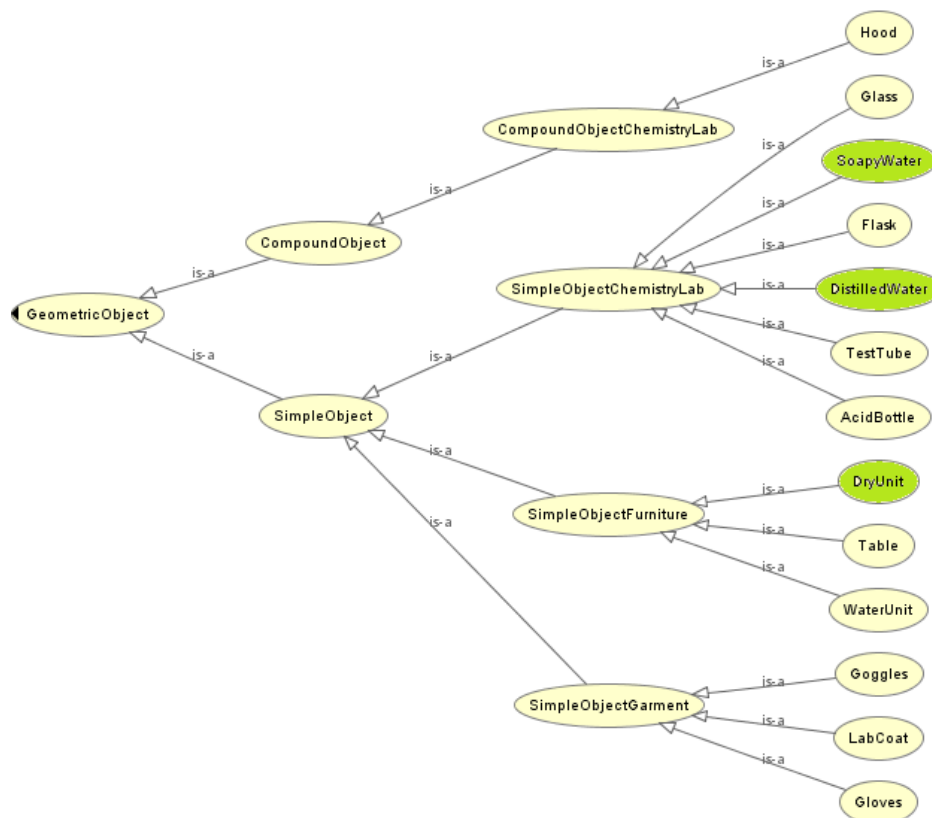 Hood
is-a
Glass
CompoundObjectChemistryLab
is-a
SoapyWater
is-a
is-a
Flask
CompoundObject
is-a
is-a
SimpleObjectChemistryLab
is-a
DistilledWater
GeometricObject
is-a
is-a
is-a
TestTube
is-a
SimpleObject
AcidBottle
is-a
DryUnit
is-a
SimpleObjectFurniture
is-a
is-a
Table
is-a
WaterUnit
Goggles
is-a
SimpleObjectGarment
is-a
LabCoat
is-a
Gloves